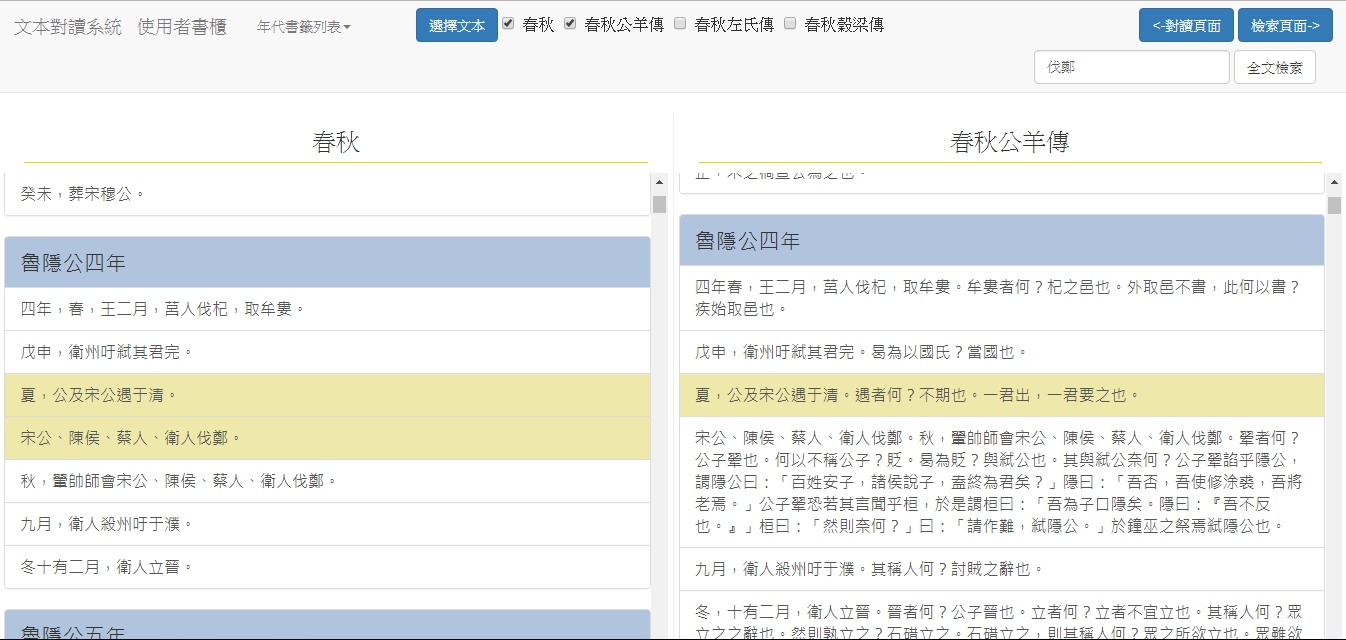 文本對讀系統 使用者書櫃 年代書籤列表
選擇文本 春秋 春秋公羊傳 春秋左氏傳 春秋穀梁傳
<-對讀頁面 檢索頁面->
伐鄭 全文檢索
春秋
癸未，葬宋穆公。
魯隱公四年
四年，春，王二月，莒人伐杞，取牟婁。
戊申，衛州吁弒其君完。
夏，公及宋公遇于清。
宋公、陳侯、蔡人、衛人伐鄭。
秋，翬帥師會宋公、陳侯、蔡人、衛人伐鄭。
九月，衛人殺州吁于濮。
冬十有二月，衛人立晉。
魯隱公五年
春秋公羊傳
魯隱公四年
四年春，王二月，莒人伐杞，取牟婁。牟婁者何？杞之邑也。外取邑不書，此何以書？
疾始取邑也。
戊申，衛州吁弒其君完。曷為以國氏？當國也。
夏，公及宋公遇于清。遇者何？不期也。一君出，一君要之也。
宋公、陳侯、蔡人、衛人伐鄭。秋，翬帥師會宋公、陳侯、蔡人、衛人伐鄭。翬者何？
公子翬也。何以不稱公子？貶。曷為貶？與弒公也。其與弒公奈何？公子翬諂乎隱公，
謂隱公曰：「百姓安子，諸侯說子，盍終為君矣？」隱曰：「吾否，吾使修涂裘，吾將
老焉。」公子翬恐若其言聞乎桓，於是謂桓曰：「吾為子口隱矣。隱曰：『吾不反
也。』」桓曰：「然則奈何？」曰：「請作難，弒隱公。」於鐘巫之祭焉弒隱公也。
九月，衛人殺州吁于濮。其稱人何？討賊之辭也。
冬，十有二月，衛人立晉。晉者何？公子晉也。立者何？立者不宜立也。其稱人何？眾
立之之辭也。然則孰立之？石碏立之。石碏立之，則其稱人何？眾之所欲立也。眾雖欲